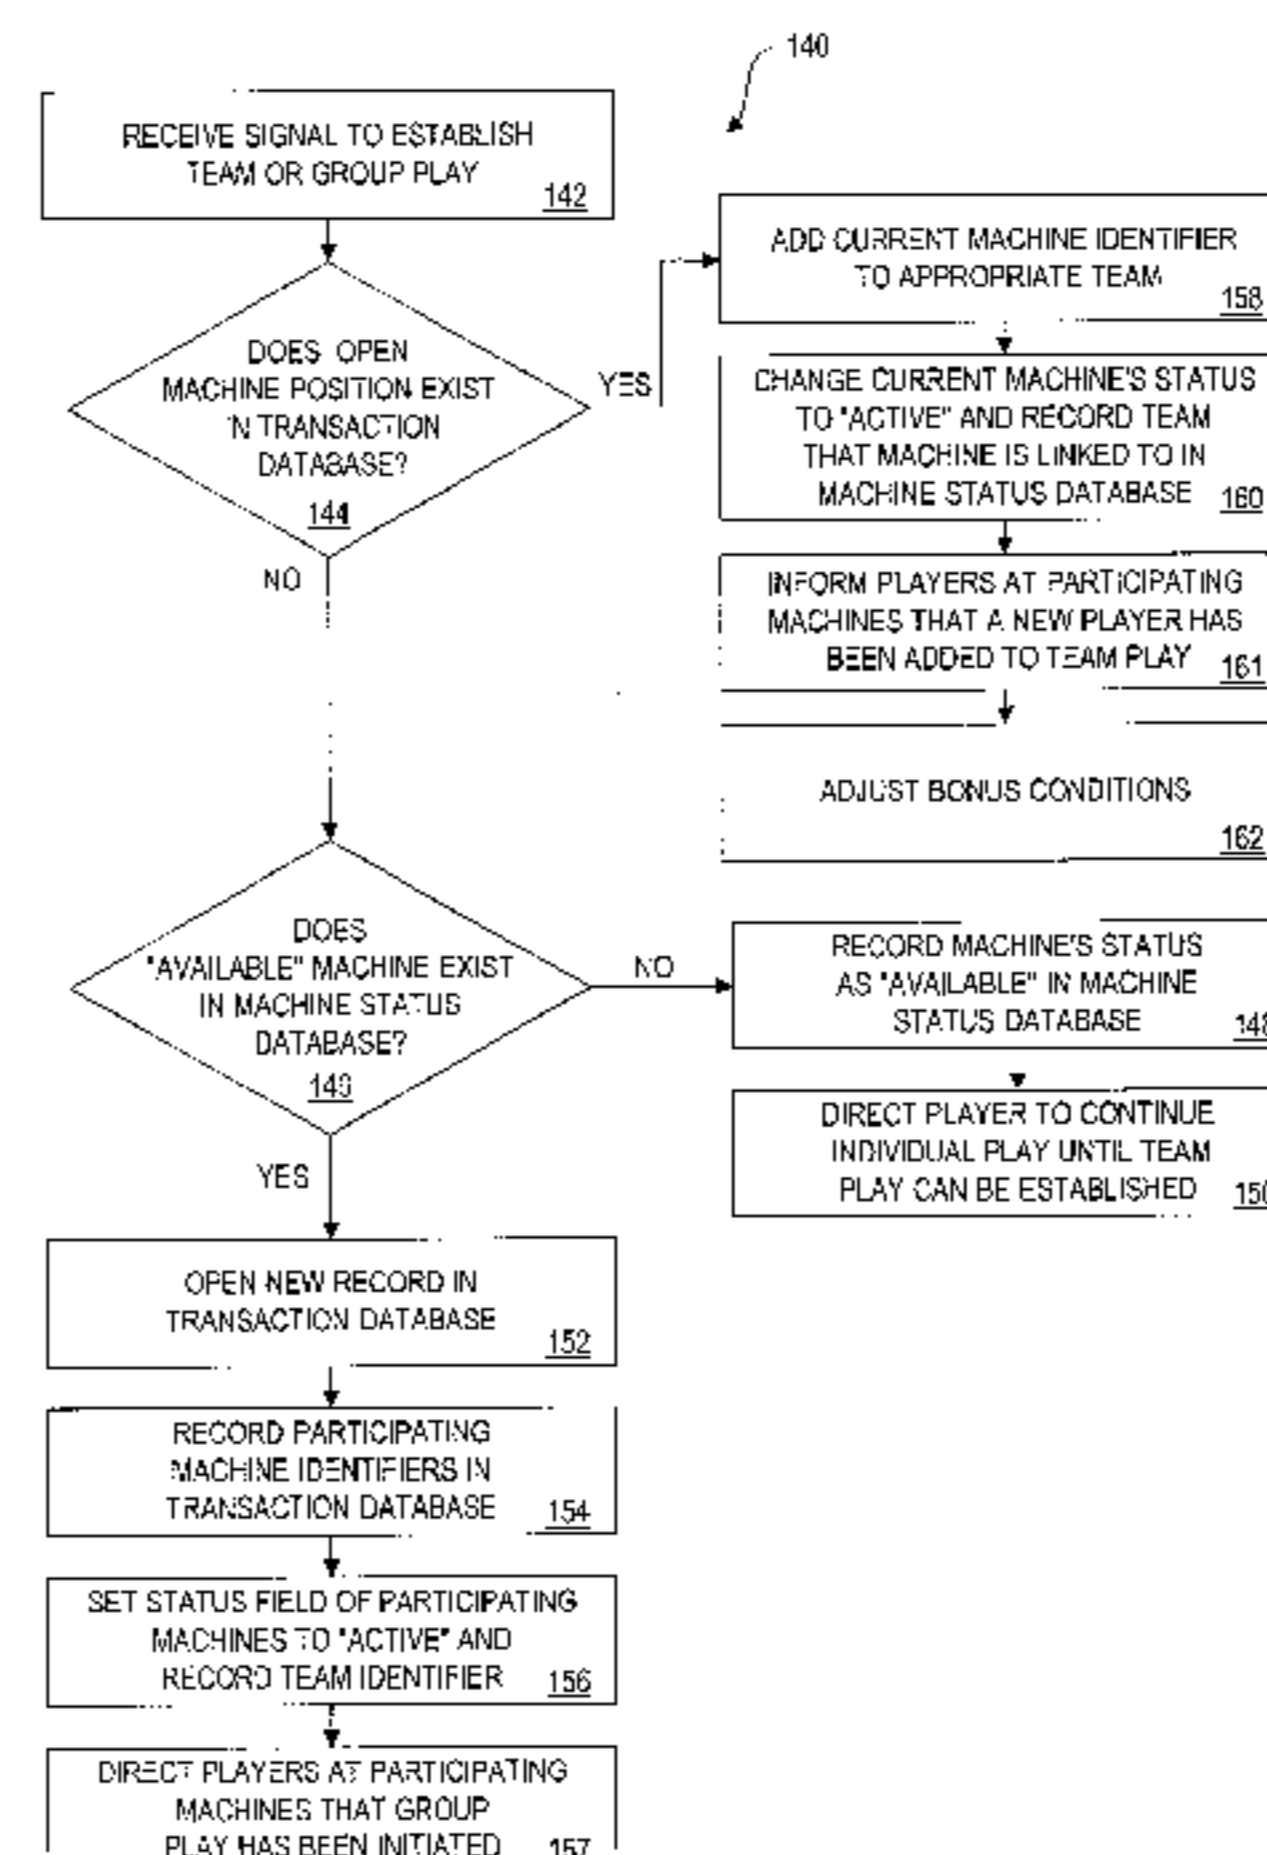 140
RECEIVE SIGNAL TO ESTABLISH
TEAM OR GROUP PLAY
142
DOES OPEN
MACHINE POSITION EXIST
IN TRANSACTION
DATABASE?
144
YES
NO
ADD CURRENT MACHINE IDENTIFIER
TO APPROPRIATE TEAM
158
CHANGE CURRENT MACHINE'S STATUS
TO "ACTIVE" AND RECORD TEAM
THAT MACHINE IS LINKED TO IN
MACHINE STATUS DATABASE
160
INFORM PLAYERS AT PARTICIPATING
MACHINES THAT A NEW PLAYER HAS
BEEN ADDED TO TEAM PLAY
161
ADJUST BONUS CONDITIONS
162
DOES
"AVAILABLE" MACHINE EXIST
IN MACHINE STATUS
DATABASE?
146
NO
YES
RECORD MACHINE'S STATUS
AS "AVAILABLE" IN MACHINE
STATUS DATABASE
148
DIRECT PLAYER TO CONTINUE
INDIVIDUAL PLAY UNTIL TEAM
PLAY CAN BE ESTABLISHED
150
OPEN NEW RECORD IN
TRANSACTION DATABASE
152
RECORD PARTICIPATING
MACHINE IDENTIFIERS IN
TRANSACTION DATABASE
154
SET STATUS FIELD OF PARTICIPATING
MACHINES TO "ACTIVE" AND
RECORD TEAM IDENTIFIER
156
DIRECT PLAYERS AT PARTICIPATING
MACHINES THAT GROUP
PLAY HAS BEEN INITIATED
157